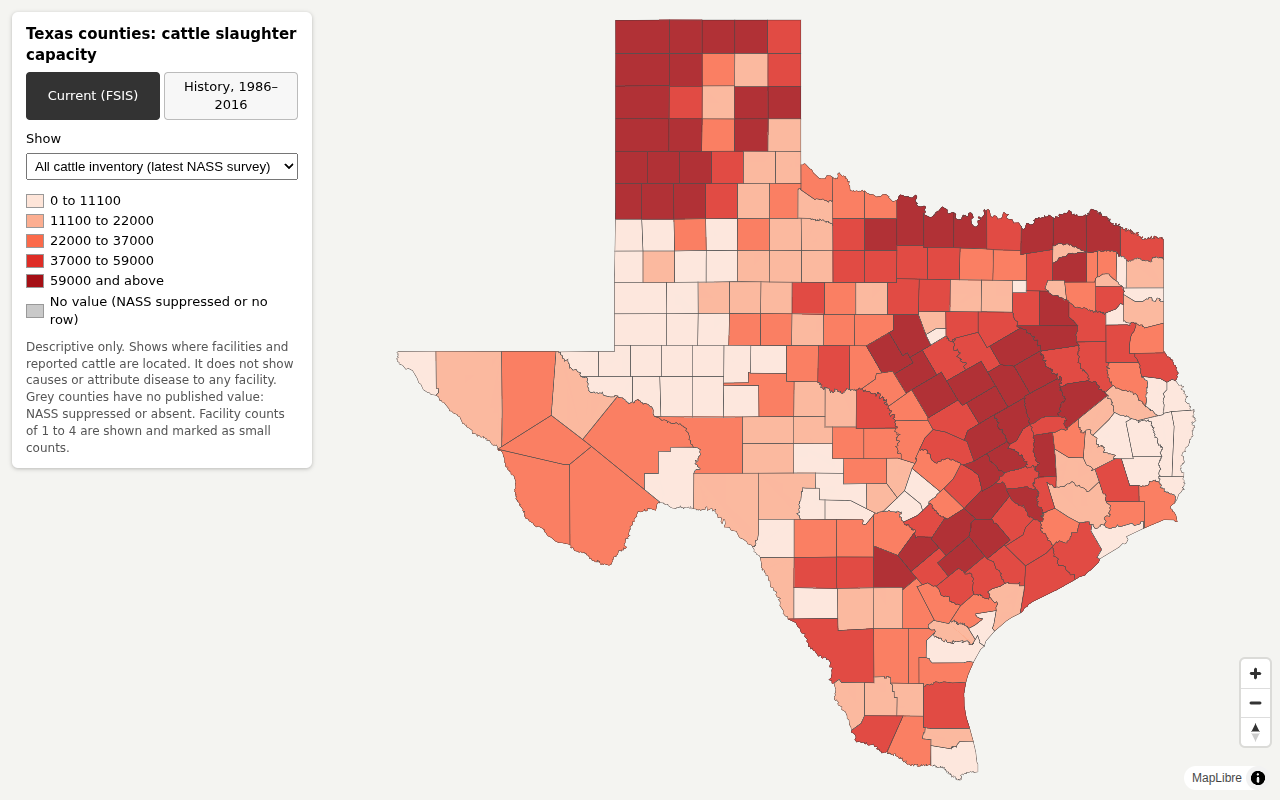 Texas counties: cattle slaughter
capacity
Current (FSIS)
History, 1986–
2016
Show
All cattle inventory (latest NASS survey)
0 to 11100
11100 to 22000
22000 to 37000
37000 to 59000
59000 and above
No value (NASS suppressed or no
row)
Descriptive only. Shows where facilities and
reported cattle are located. It does not show
causes or attribute disease to any facility.
Grey counties have no published value:
NASS suppressed or absent. Facility counts
of 1 to 4 are shown and marked as small
counts.
MapLibre